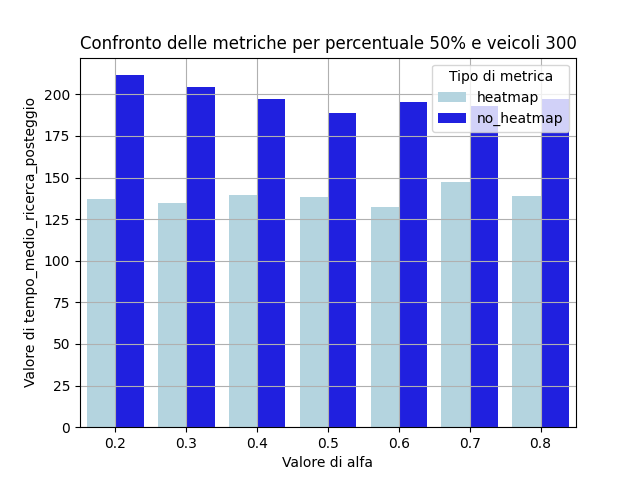 Confronto delle metriche per percentuale 50% e veicoli 300
Valore di tempo_medio_ricerca_posteggio
200
175
150
125
100
75
50
25
0
Tipo di metrica
heatmap
no_heatmap
0.2 0.3 0.4 0.5 0.6 0.7 0.8
Valore di alfa